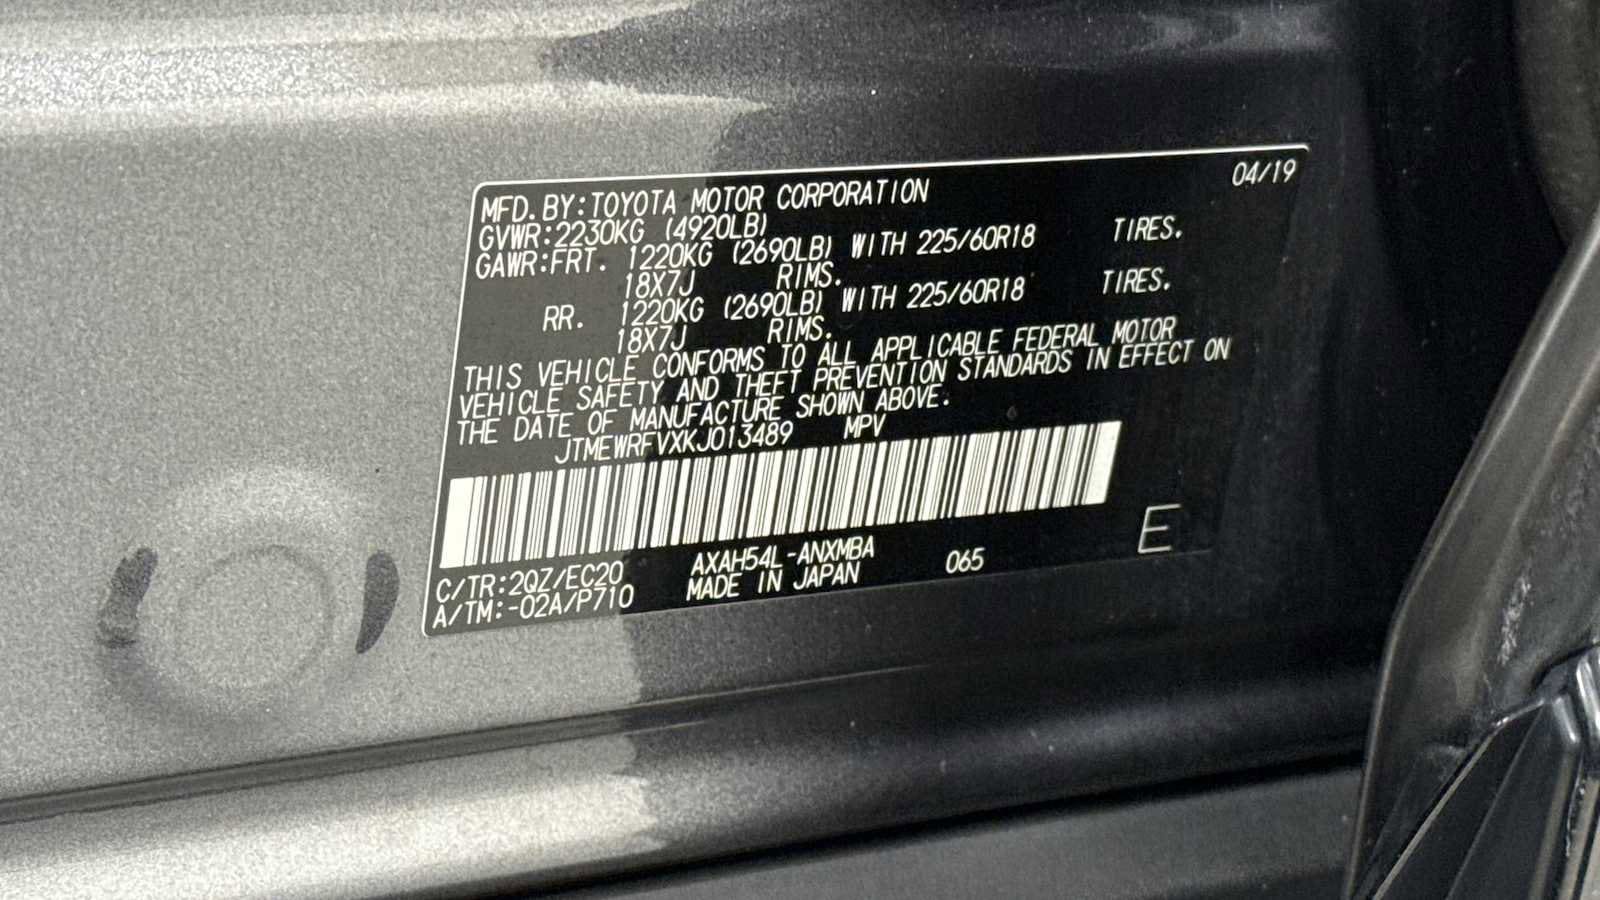 MFD.BY:TOYOTA MOTOR CORPORATION 04/19
GVWR:2230KG (4920LB)
GAWR:FRT. 1220KG (2690LB) WITH 225/60R18 TIRES.
18X7J RIMS.
RR. 1220KG (2690LB) WITH 225/60R18 TIRES.
18X7J RIMS.
THIS VEHICLE CONFORMS TO ALL APPLICABLE FEDERAL MOTOR
VEHICLE SAFETY AND THEFT PREVENTION STANDARDS IN EFFECT ON
THE DATE OF MANUFACTURE SHOWN ABOVE.
JTMEWRFVXKJ013489 MPV
C/TR:2QZ/EC20 AXAH54L-ANXMBA 065 E
A/TM:-02A/P710 MADE IN JAPAN